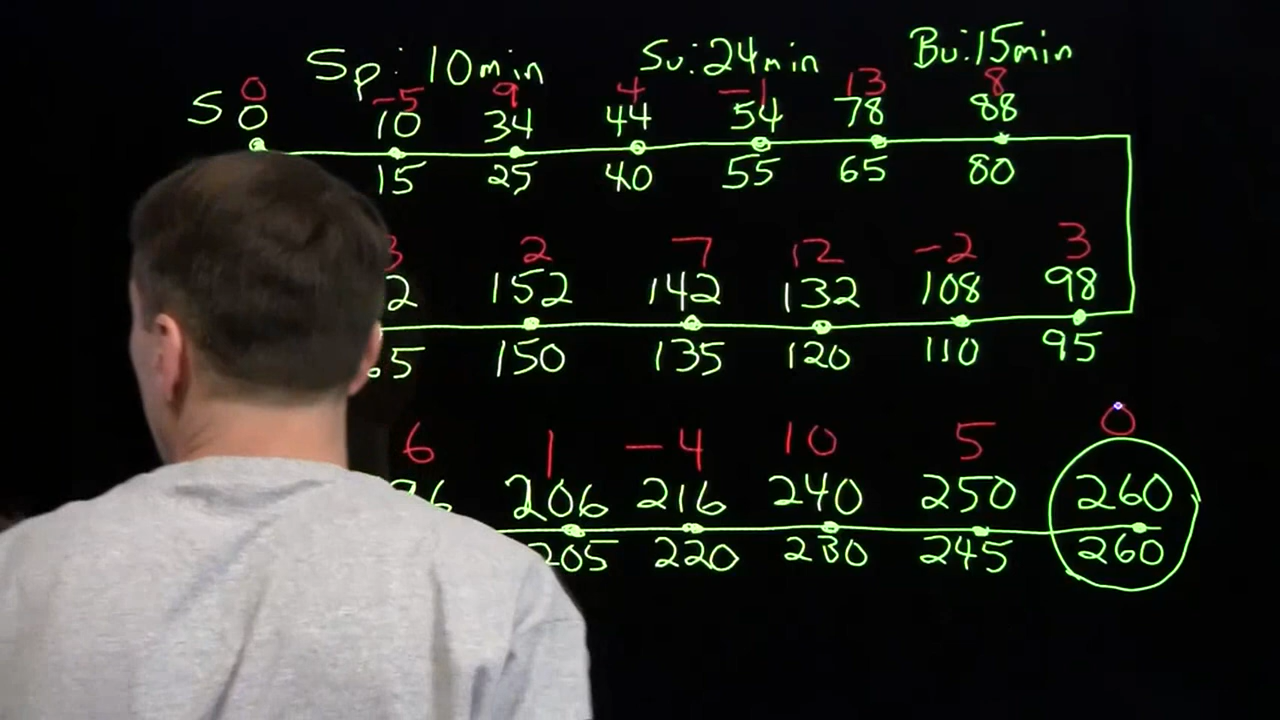 Sp: 10min Su: 24min Bu: 15min
0 -5 9 4 -1 13 8
S 0 10 34 44 54 78 88
15 25 40 55 65 80
2 7 12 -2 3
152 142 132 108 98
150 135 120 110 95
6 1 -4 10 5 0
206 216 240 250 260
205 220 230 245 260